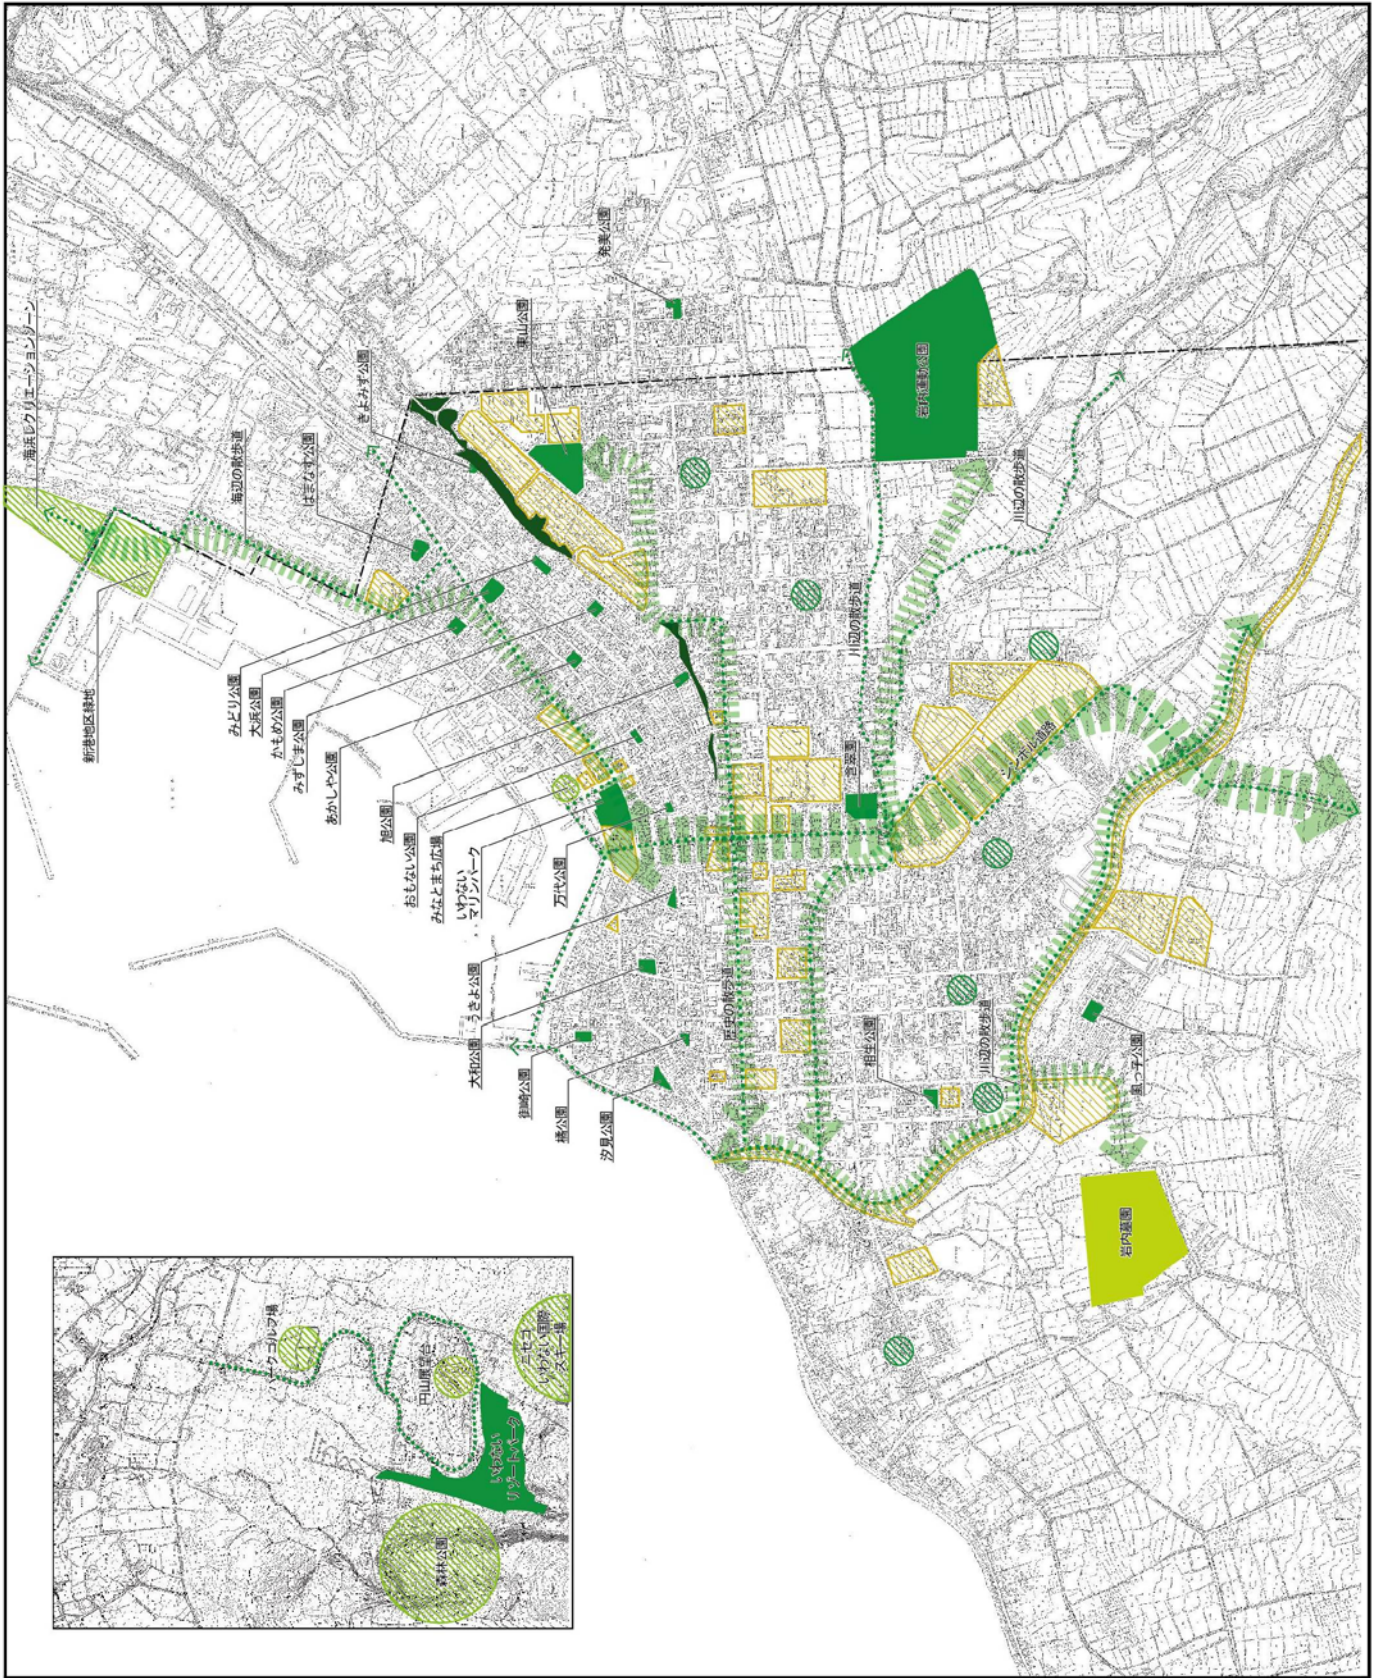 海浜レクリエーションゾーン
海辺の散歩道
はまなす公園
きよみず公園
東山公園
発美公園
新港地区緑地
みどり公園
大浜公園
かもめ公園
みずしま公園
あかしや公園
旭公園
おもない公園
みなとまち広場
いわない
マリンパーク
万代公園
うきよ公園
大和公園
御崎公園
橘公園
汐見公園
歴史の散歩道
川辺の散歩道
岩内運動公園
川辺の散歩道
シンボル道路
含翠園
相生公園
川辺の散歩道
風っ子公園
岩内墓園
パークゴルフ場
円山展望台
ニセコ
いわない国際
スキー場
いわない
リゾートパーク
森林公園